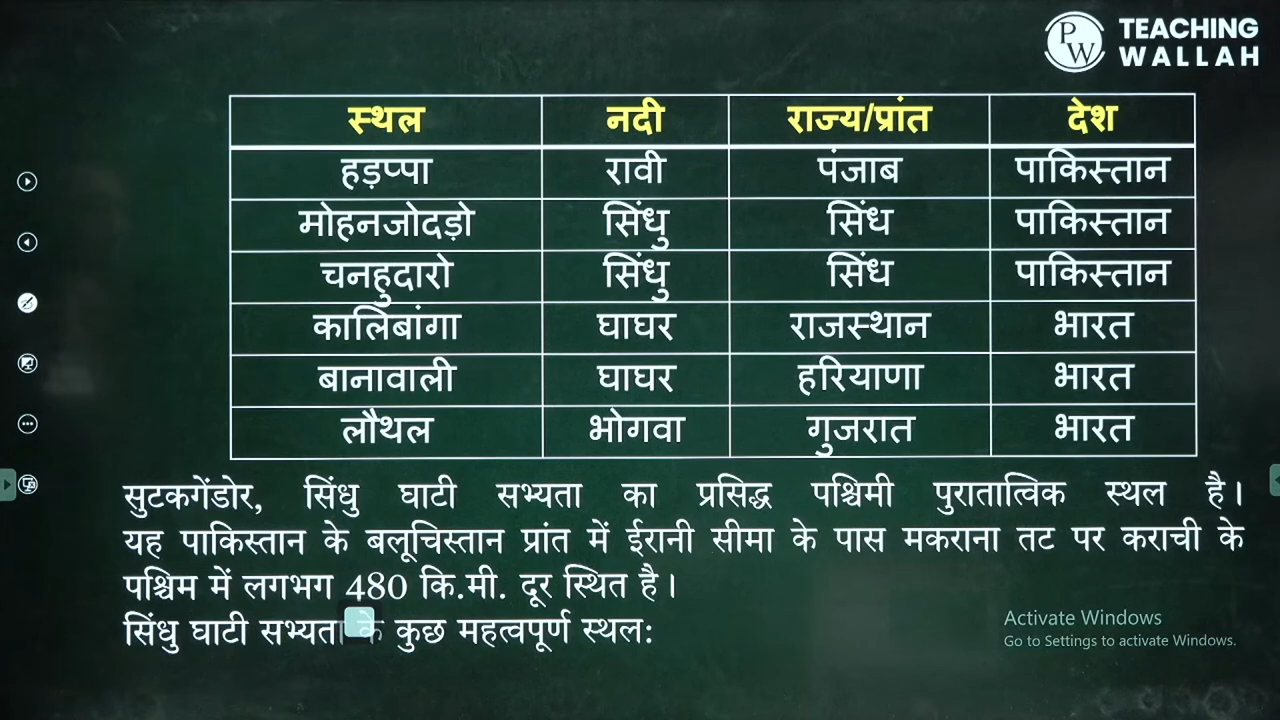 PW TEACHING
WALLAH
स्थल नदी राज्य/प्रांत देश
हड़प्पा रावी पंजाब पाकिस्तान
मोहनजोदड़ो सिंधु सिंध पाकिस्तान
चनहुदारो सिंधु सिंध पाकिस्तान
कालिबांगा घाघर राजस्थान भारत
बानावाली घाघर हरियाणा भारत
लौथल भोगवा गुजरात भारत
सुटकगेंडोर, सिंधु घाटी सभ्यता का प्रसिद्ध पश्चिमी पुरातात्विक स्थल है।
यह पाकिस्तान के बलूचिस्तान प्रांत में ईरानी सीमा के पास मकराना तट पर कराची के
पश्चिम में लगभग 480 कि.मी. दूर स्थित है।
सिंधु घाटी सभ्यता के कुछ महत्वपूर्ण स्थल:
Activate Windows
Go to Settings to activate Windows.